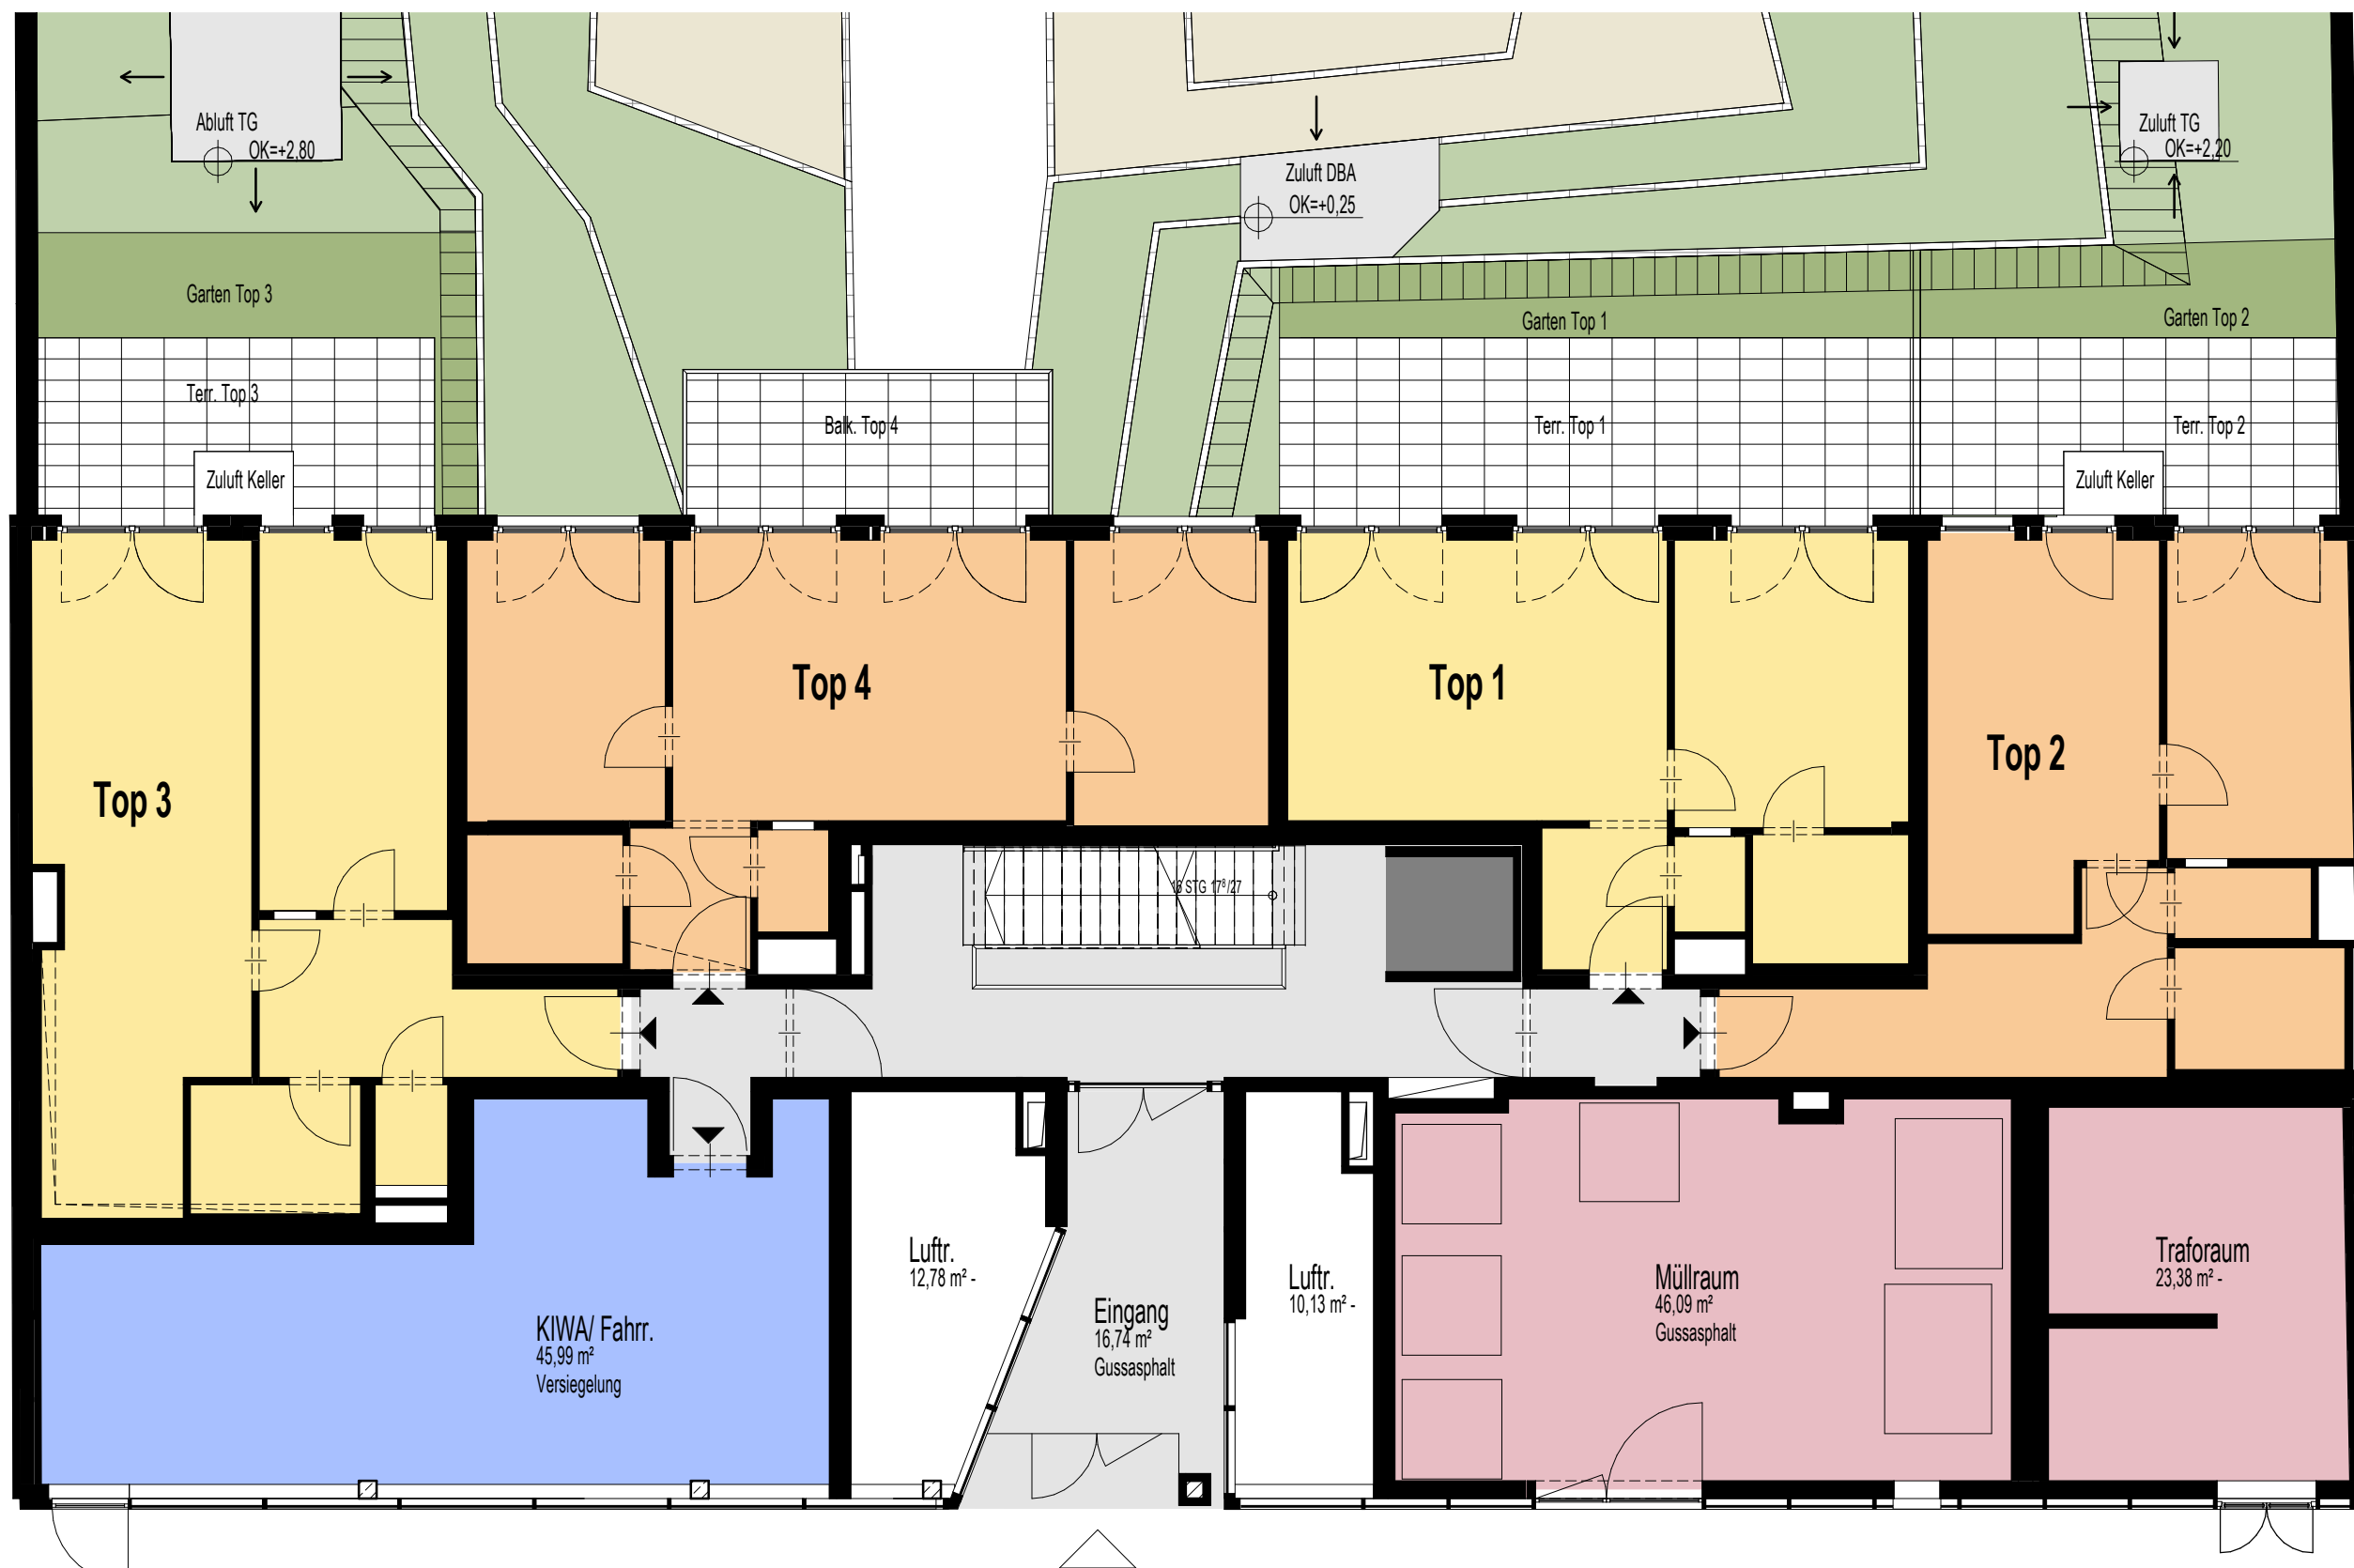 Abluft TG
OK=+2,80
Zuluft DBA
OK=+0,25
Zuluft TG
OK=+2,20
Garten Top 3
Garten Top 1
Garten Top 2
Terr. Top 3
Balk. Top 4
Terr. Top 1
Terr. Top 2
Zuluft Keller
Zuluft Keller
Top 3
Top 4
Top 1
Top 2
16 STG 17⁸/27
KIWA/ Fahrr.
45,99 m²
Versiegelung
Luftr.
12,78 m² -
Eingang
16,74 m²
Gussasphalt
Luftr.
10,13 m² -
Müllraum
46,09 m²
Gussasphalt
Traforaum
23,38 m² -